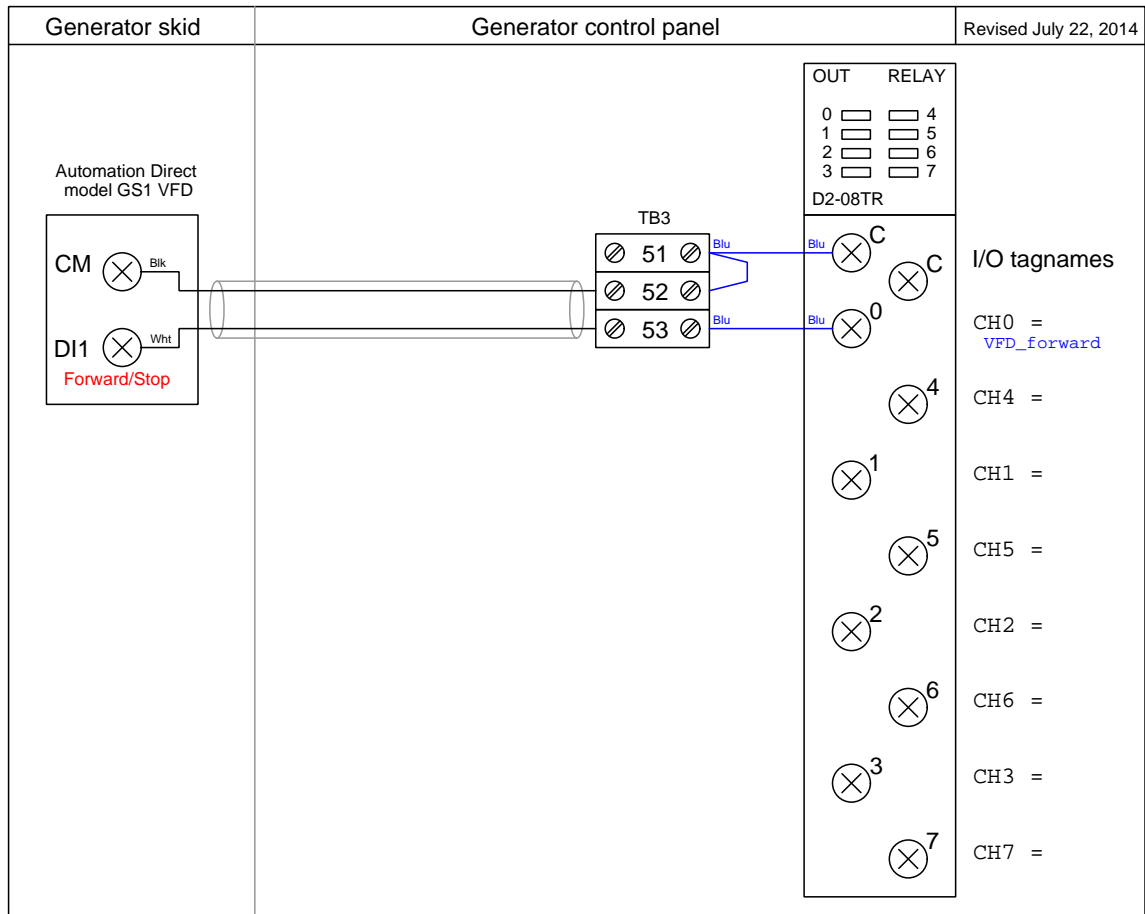 Generator skid
Generator control panel
Revised July 22, 2014
OUT RELAY
0 4
1 5
2 6
3 7
D2-08TR
Automation Direct
model GS1 VFD
CM
Blk
DI1
Wht
Forward/Stop
TB3
51 Blu Blu C
52
53 Blu Blu 0
C
4
1
5
2
6
3
7
I/O tagnames
CH0 =
VFD_forward
CH4 =
CH1 =
CH5 =
CH2 =
CH6 =
CH3 =
CH7 =